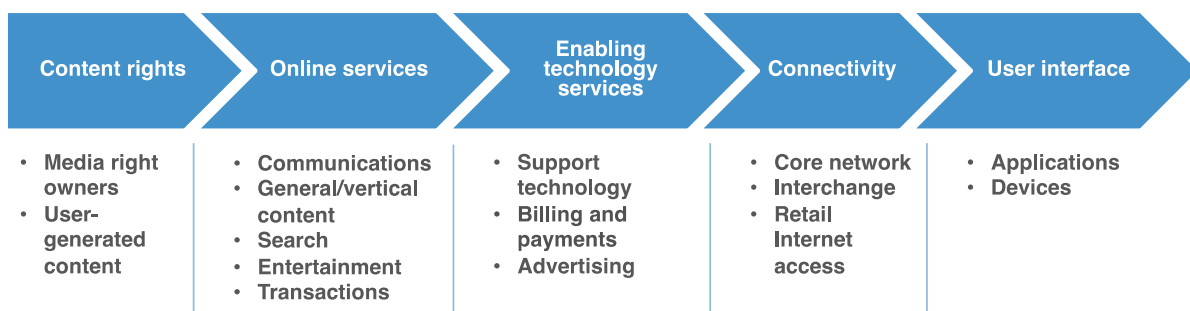 Content rights
Online services
Enabling
technology
services
Connectivity
User interface
• Media right
owners
• User-
generated
content
• Communications
• General/vertical
content
• Search
• Entertainment
• Transactions
• Support
technology
• Billing and
payments
• Advertising
• Core network
• Interchange
• Retail
Internet
access
• Applications
• Devices